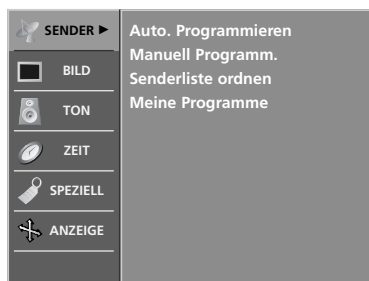 SENDER ►
BILD
TON
ZEIT
SPEZIELL
ANZEIGE
Auto. Programmieren
Manuell Programm.
Senderliste ordnen
Meine Programme